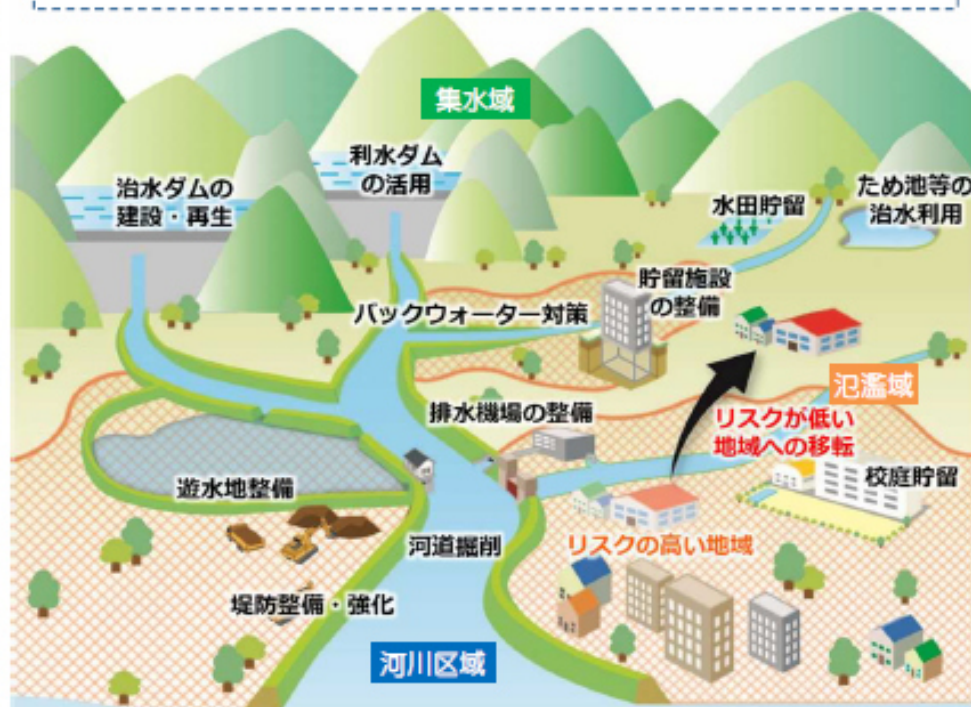 集水域
利水ダム
の活用
治水ダムの
建設・再生
ため池等の
治水利用
水田貯留
貯留施設
の整備
バックウォーター対策
氾濫域
排水機場の整備
リスクが低い
地域への移転
校庭貯留
遊水地整備
河道掘削
リスクの高い地域
堤防整備・強化
河川区域